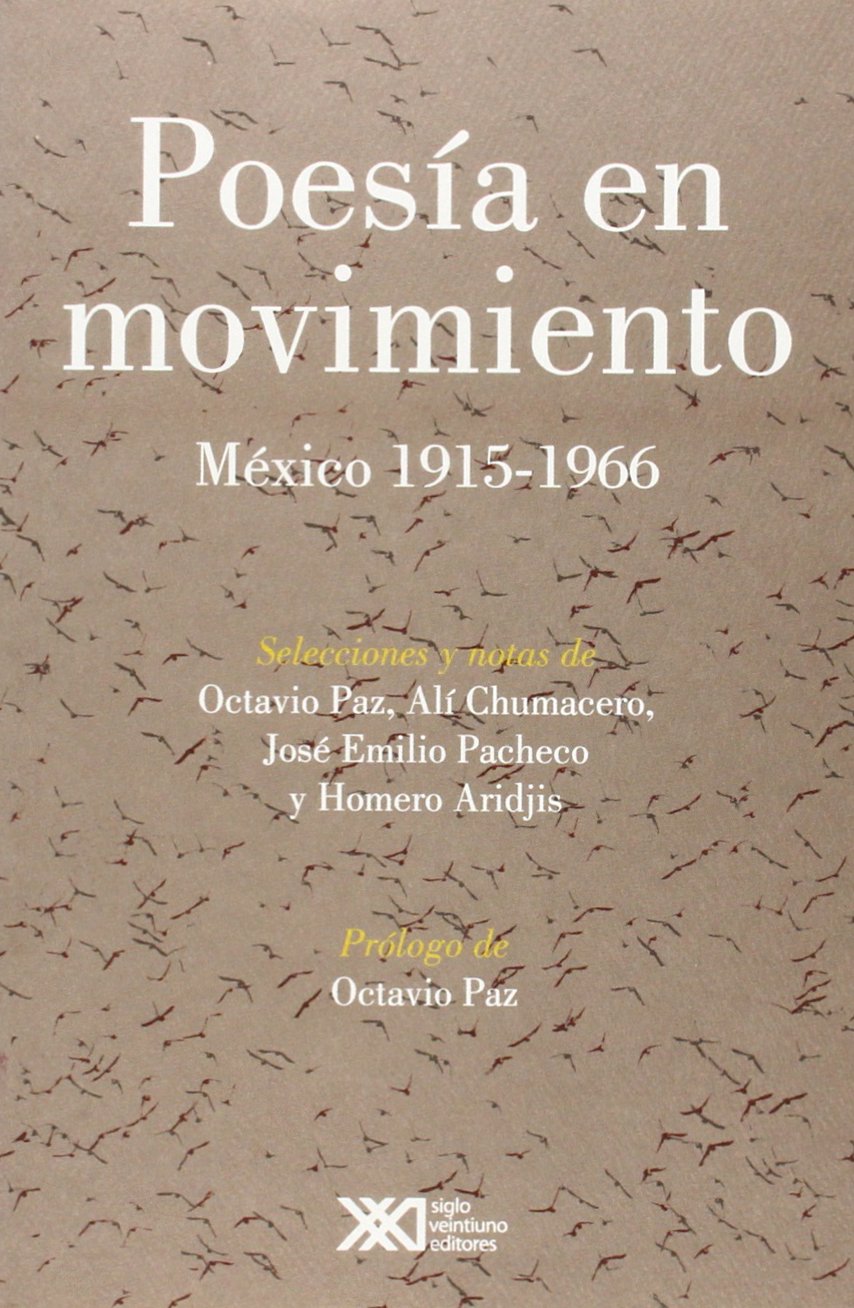 Poesía en
movimiento
México 1915-1966
Selecciones y notas de
Octavio Paz, Alí Chumacero,
José Emilio Pacheco
y Homero Aridjis
Prólogo de
Octavio Paz
siglo
veintiuno
editores